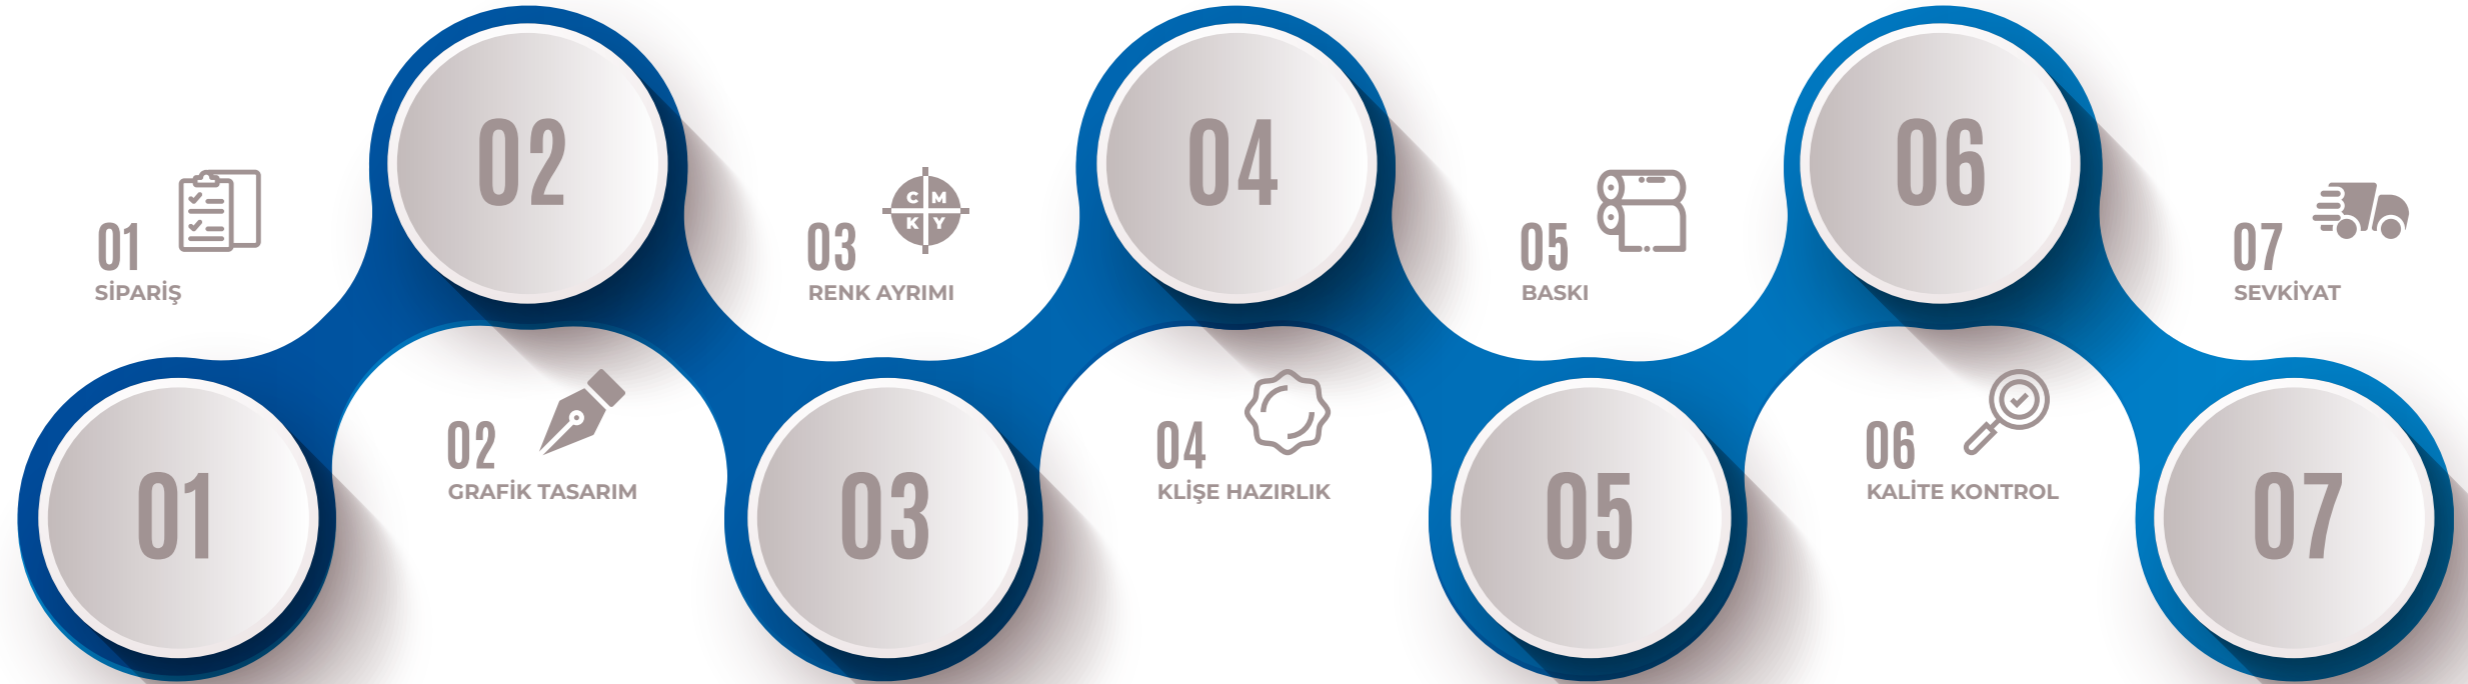 01
SİPARİŞ
01
02
02
GRAFİK TASARIM
03
C M
K Y
RENK AYRIMI
03
04
04
KLİŞE HAZIRLIK
05
BASKI
05
06
06
KALİTE KONTROL
07
SEVKİYAT
07